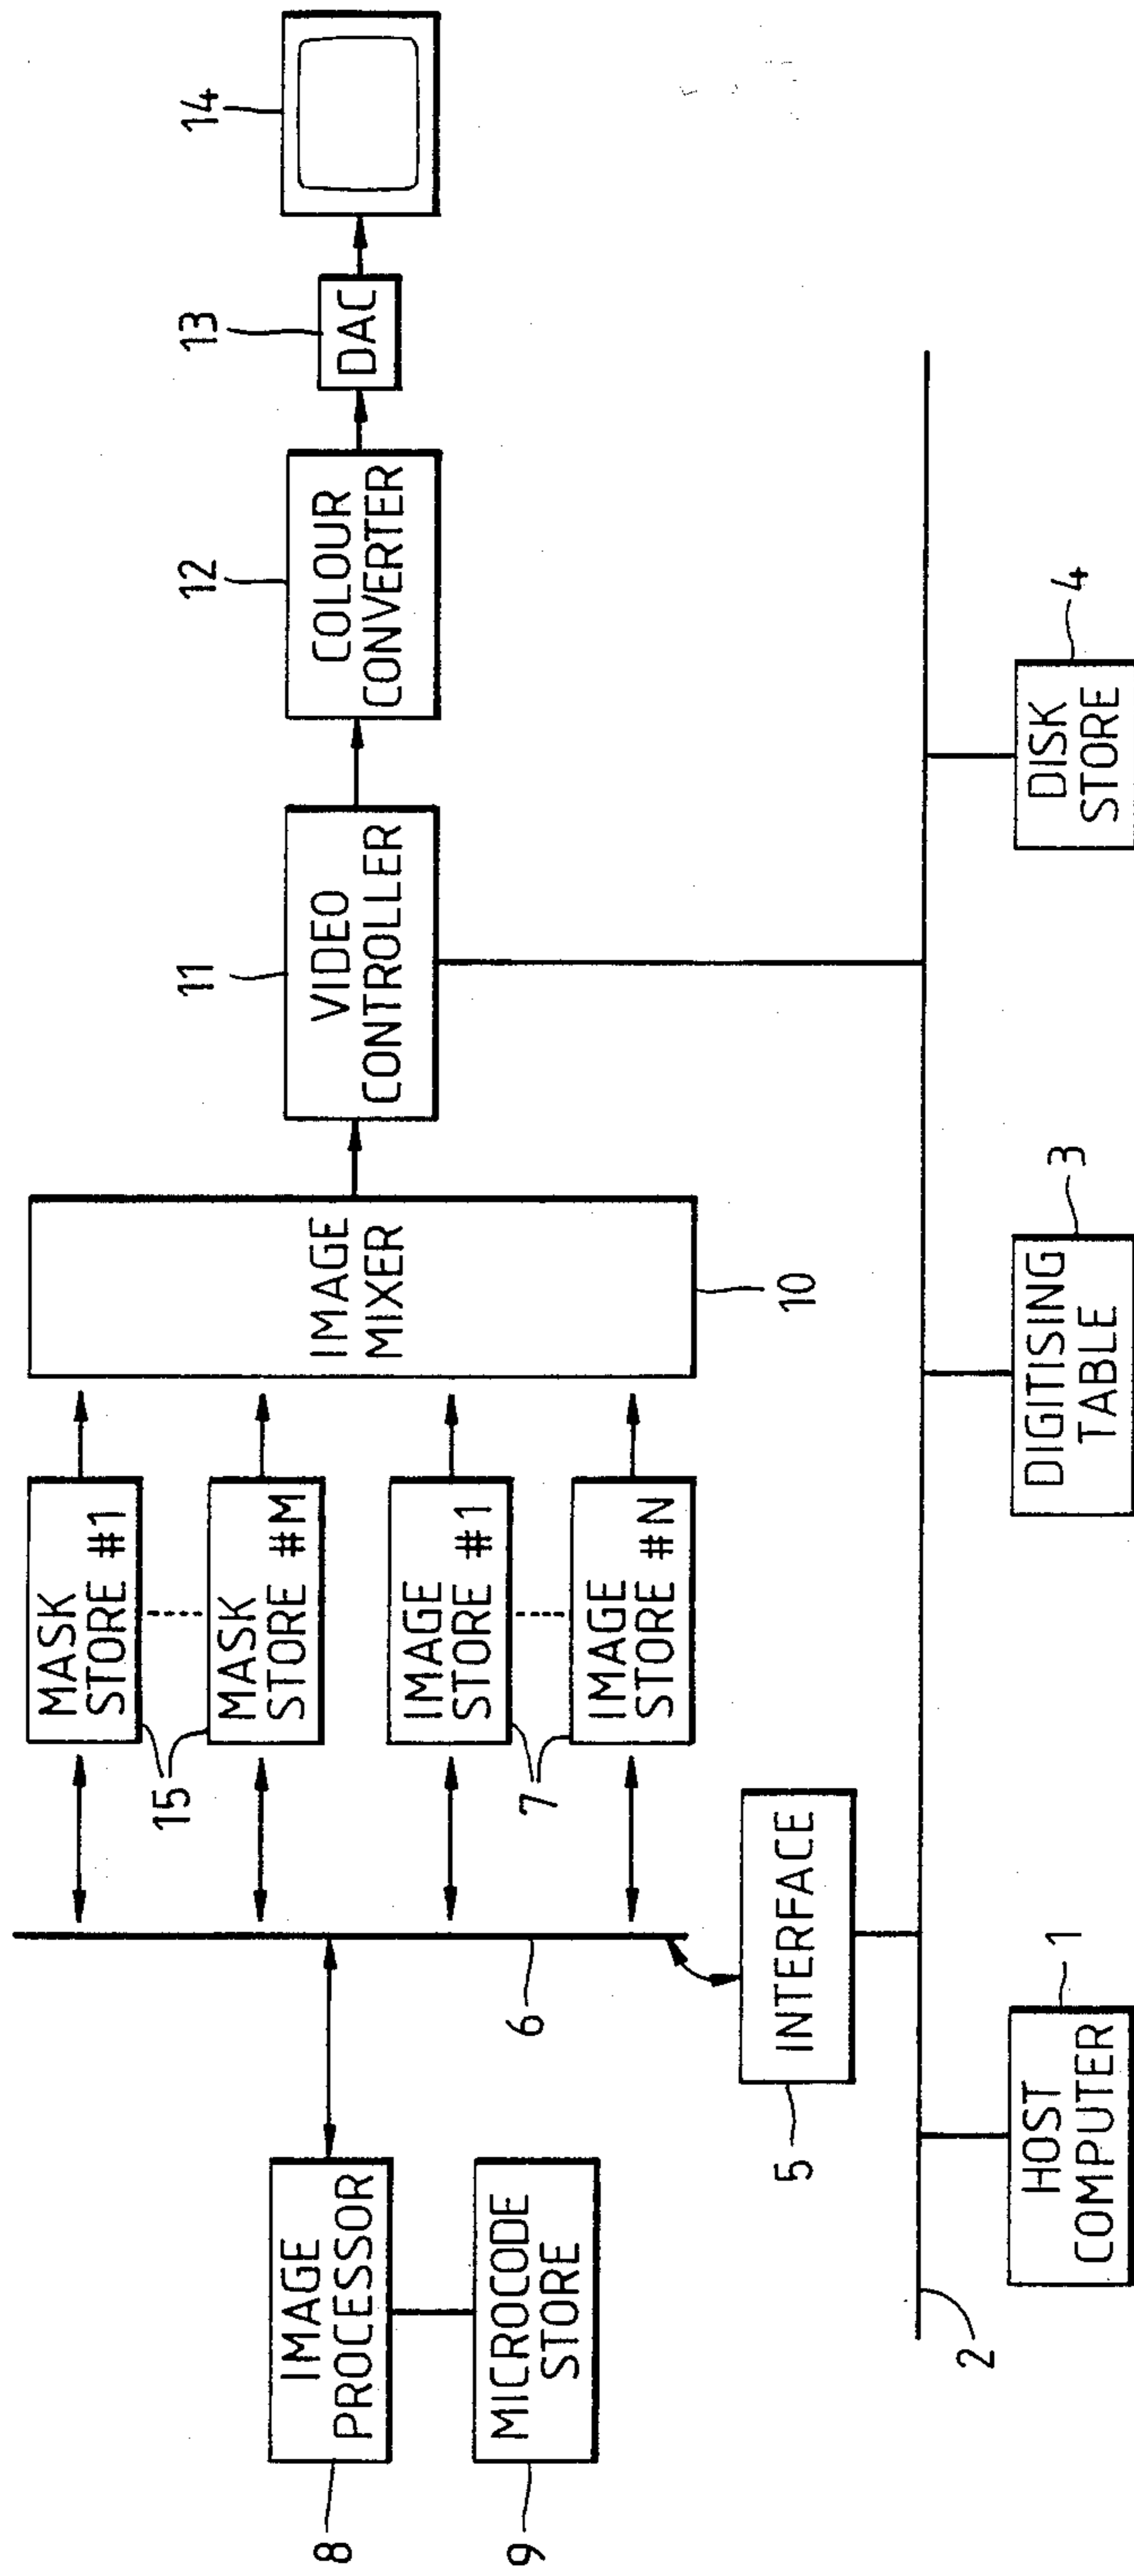 8
IMAGE
PROCESSOR
9
MICROCODE
STORE
6
15
MASK
STORE #1
MASK
STORE #M
7
IMAGE
STORE #1
IMAGE
STORE #N
IMAGE
MIXER
10
11
VIDEO
CONTROLLER
12
COLOUR
CONVERTER
13
DAC
14
5
INTERFACE
2
HOST
COMPUTER
1
DIGITISING
TABLE
3
DISK
STORE
4